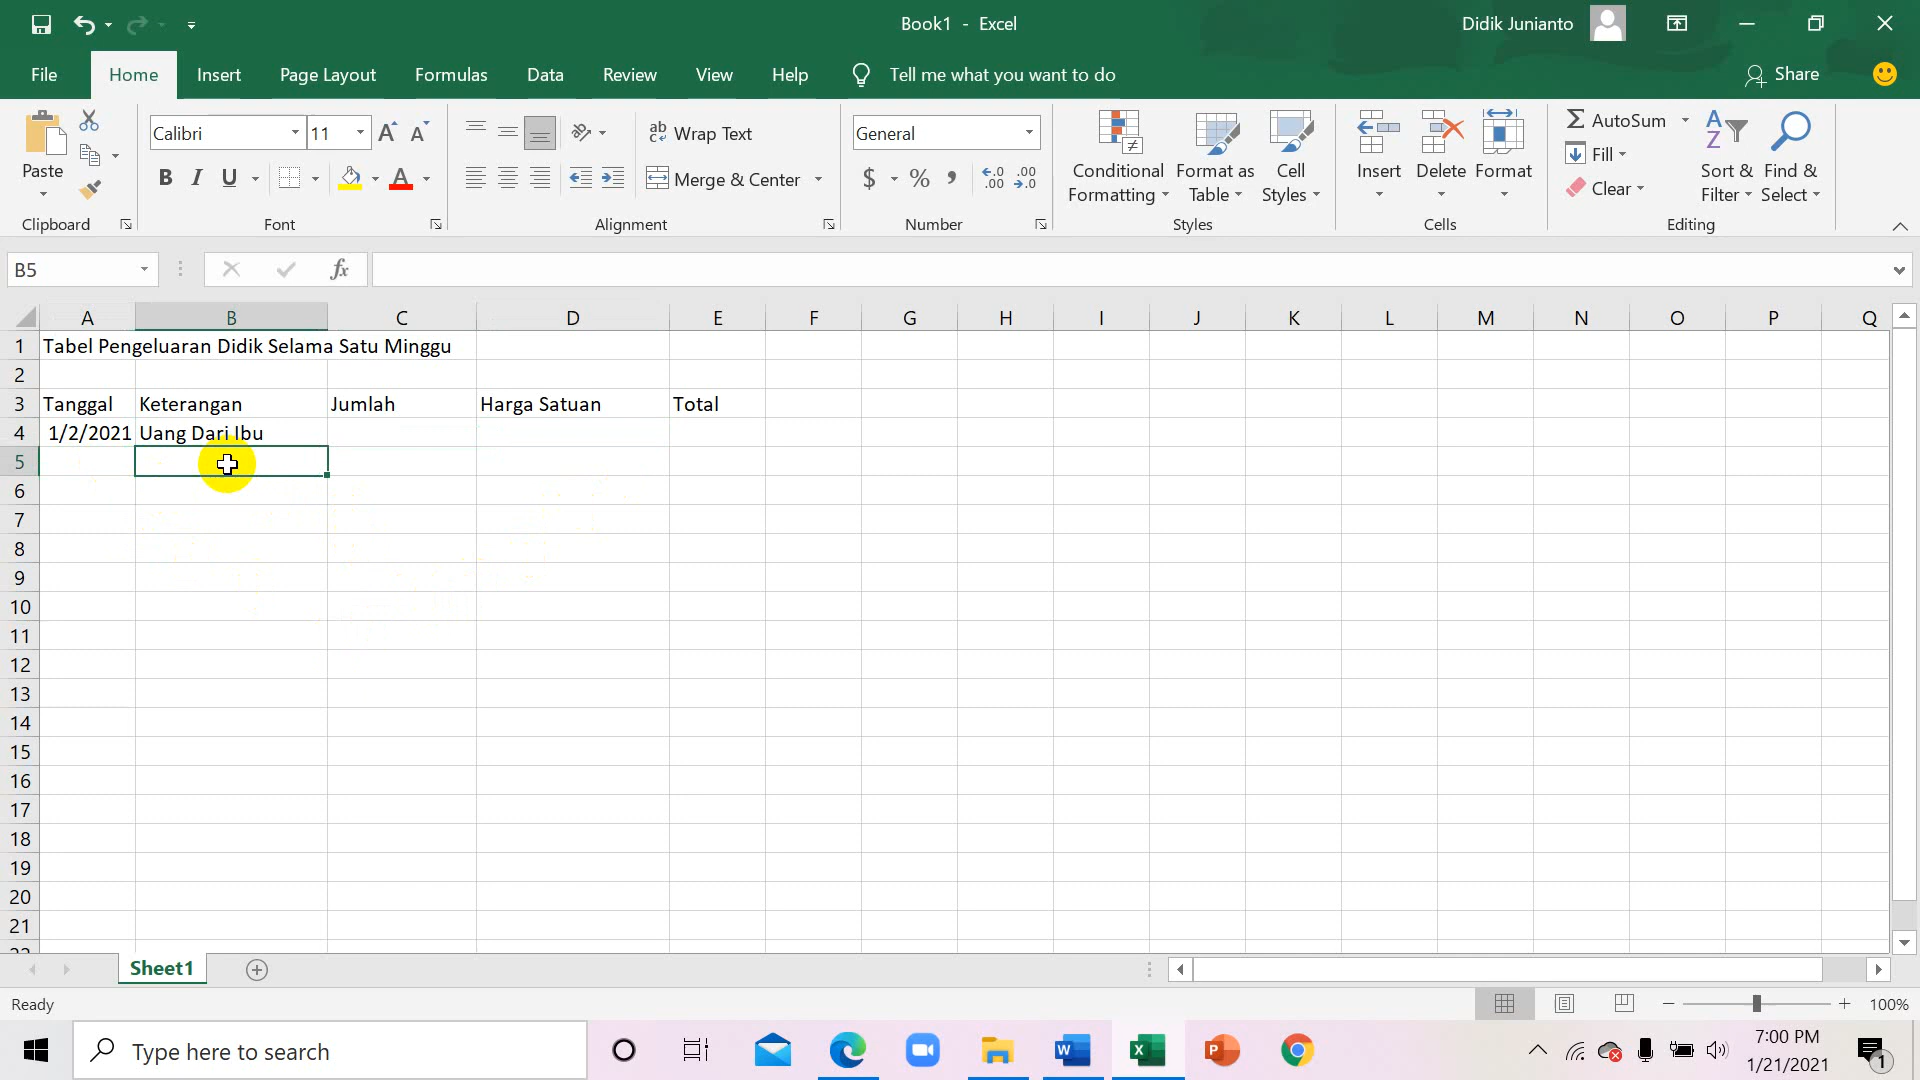 Book1 - Excel
Didik Junianto
File Home Insert Page Layout Formulas Data Review View Help Tell me what you want to do Share
Paste
Clipboard
Calibri 11
B I U
Font
Wrap Text
Merge & Center
Alignment
General
$ % , .00
Number
Conditional Formatting
Format as Table
Cell Styles
Styles
Insert Delete Format
Cells
AutoSum
Fill
Clear
Sort & Filter
Find & Select
Editing
B5 fx
A B C D E F G H I J K L M N O P Q
1 Tabel Pengeluaran Didik Selama Satu Minggu
2
3 Tanggal Keterangan Jumlah Harga Satuan Total
4 1/2/2021 Uang Dari Ibu
5
6
7
8
9
10
11
12
13
14
15
16
17
18
19
20
21
Sheet1
Ready
100%
Type here to search
7:00 PM
1/21/2021
1